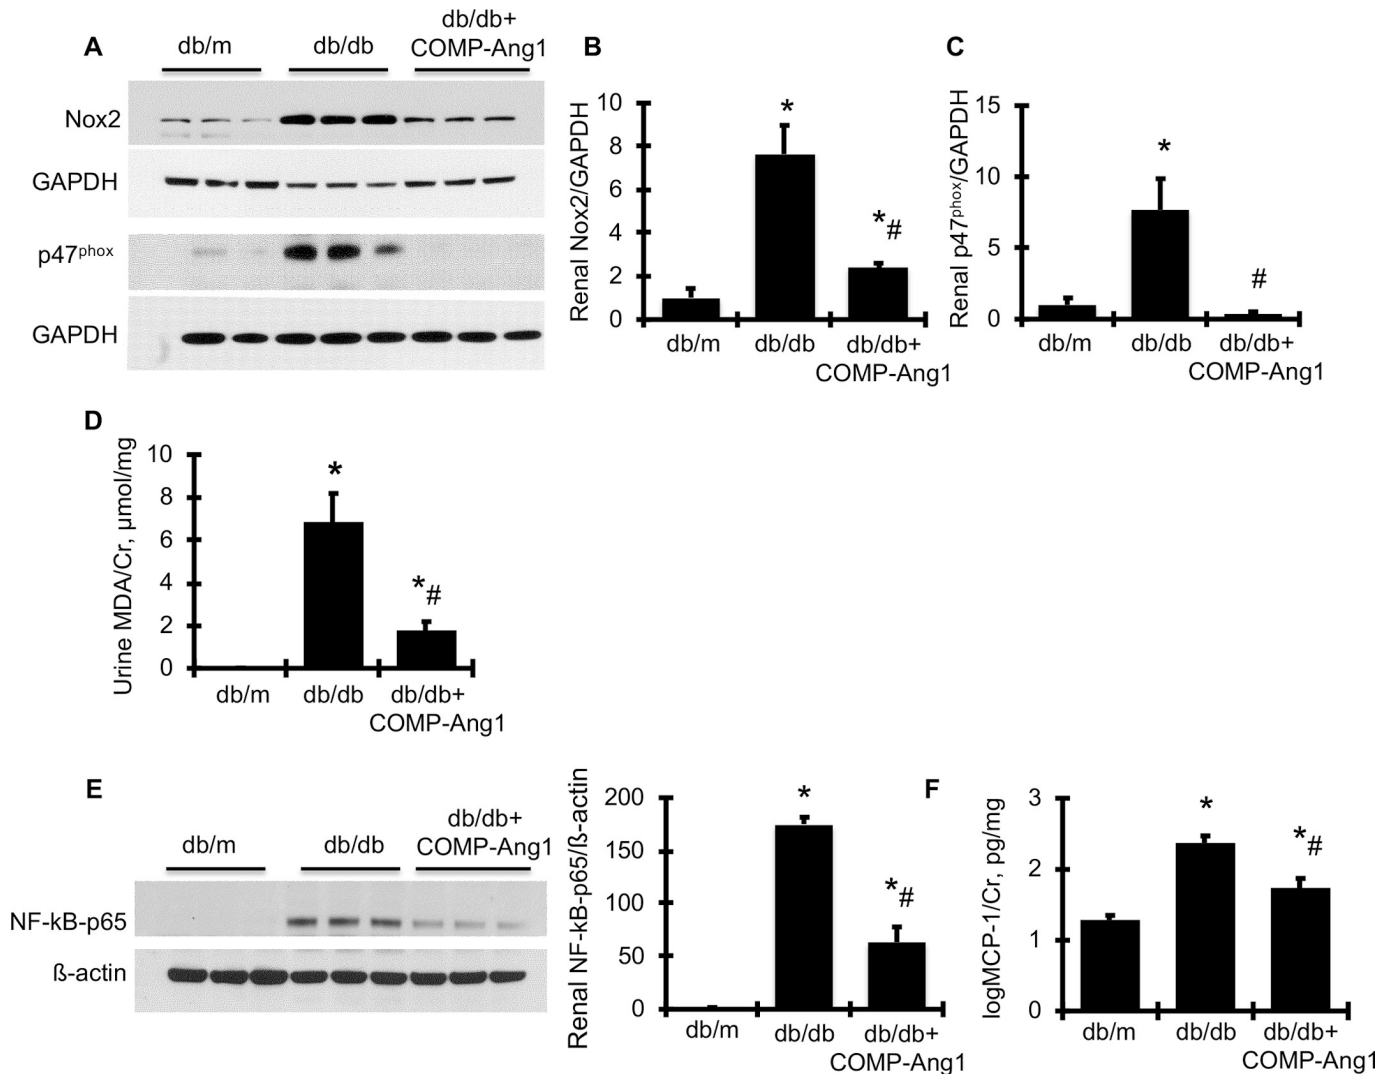 A
db/m
db/db
db/db+
COMP-Ang1
Nox2
GAPDH
p47phox
GAPDH
B
Renal Nox2/GAPDH
10
8
6
4
2
0
*
*#
db/m
db/db
db/db+
COMP-Ang1
C
Renal p47phox/GAPDH
15
10
5
0
*
#
db/m
db/db
db/db+
COMP-Ang1
D
Urine MDA/Cr, µmol/mg
10
8
6
4
2
0
*
*#
db/m
db/db
db/db+
COMP-Ang1
E
db/m
db/db
db/db+
COMP-Ang1
NF-kB-p65
ß-actin
Renal NF-kB-p65/ß-actin
200
150
100
50
0
*
*#
db/m
db/db
db/db+
COMP-Ang1
F
logMCP-1/Cr, pg/mg
3
2
1
0
*
*#
db/m
db/db
db/db+
COMP-Ang1